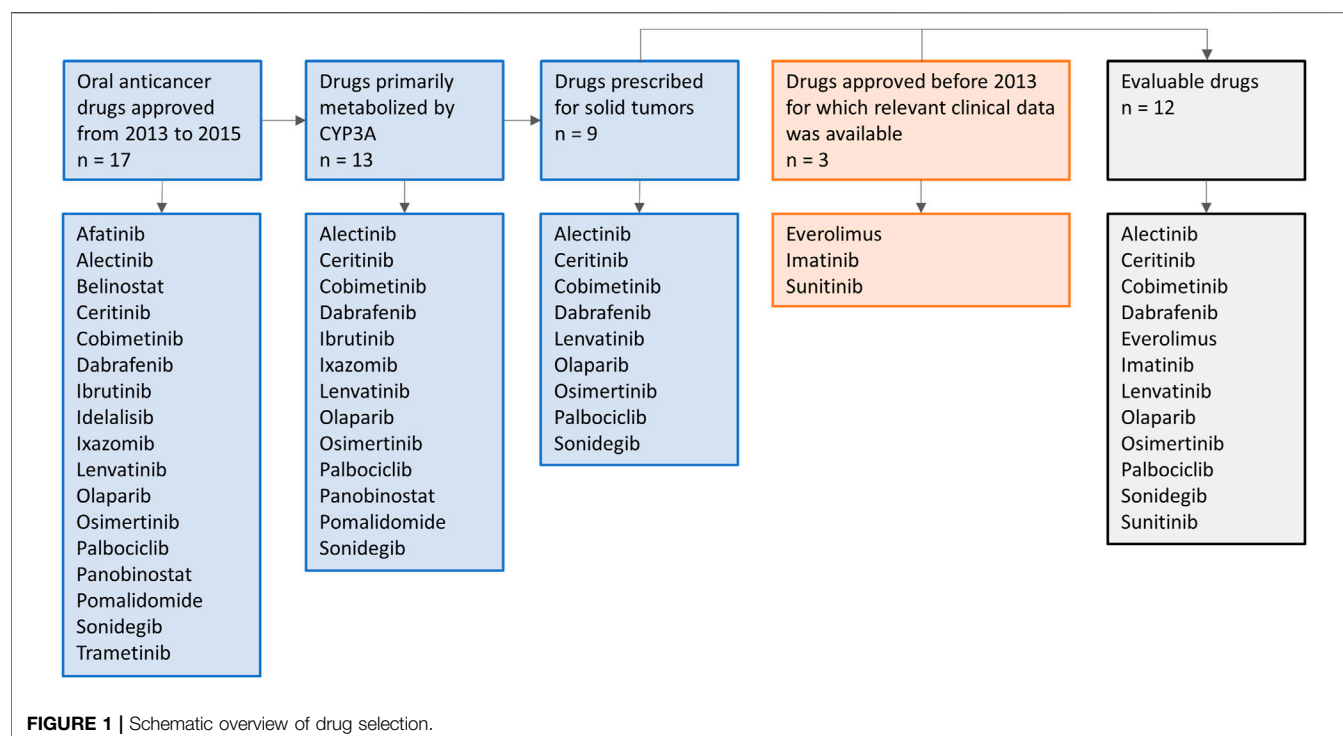 Oral anticancer
drugs approved
from 2013 to 2015
n = 17
Drugs primarily
metabolized by
CYP3A
n = 13
Drugs prescribed
for solid tumors
n = 9
Drugs approved before 2013
for which relevant clinical data
was available
n = 3
Evaluable drugs
n = 12
Afatinib
Alectinib
Belinostat
Ceritinib
Cobimetinib
Dabrafenib
Ibrutinib
Idelalisib
Ixazomib
Lenvatinib
Olaparib
Osimertinib
Palbociclib
Panobinostat
Pomalidomide
Sonidegib
Trametinib
Alectinib
Ceritinib
Cobimetinib
Dabrafenib
Ibrutinib
Ixazomib
Lenvatinib
Olaparib
Osimertinib
Palbociclib
Panobinostat
Pomalidomide
Sonidegib
Alectinib
Ceritinib
Cobimetinib
Dabrafenib
Lenvatinib
Olaparib
Osimertinib
Palbociclib
Sonidegib
Everolimus
Imatinib
Sunitinib
Alectinib
Ceritinib
Cobimetinib
Dabrafenib
Everolimus
Imatinib
Lenvatinib
Olaparib
Osimertinib
Palbociclib
Sonidegib
Sunitinib
FIGURE 1 | Schematic overview of drug selection.